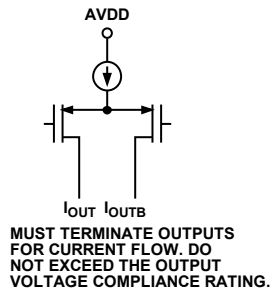 AVDD
IOUT IOUTB
MUST TERMINATE OUTPUTS
FOR CURRENT FLOW. DO
NOT EXCEED THE OUTPUT
VOLTAGE COMPLIANCE RATING.